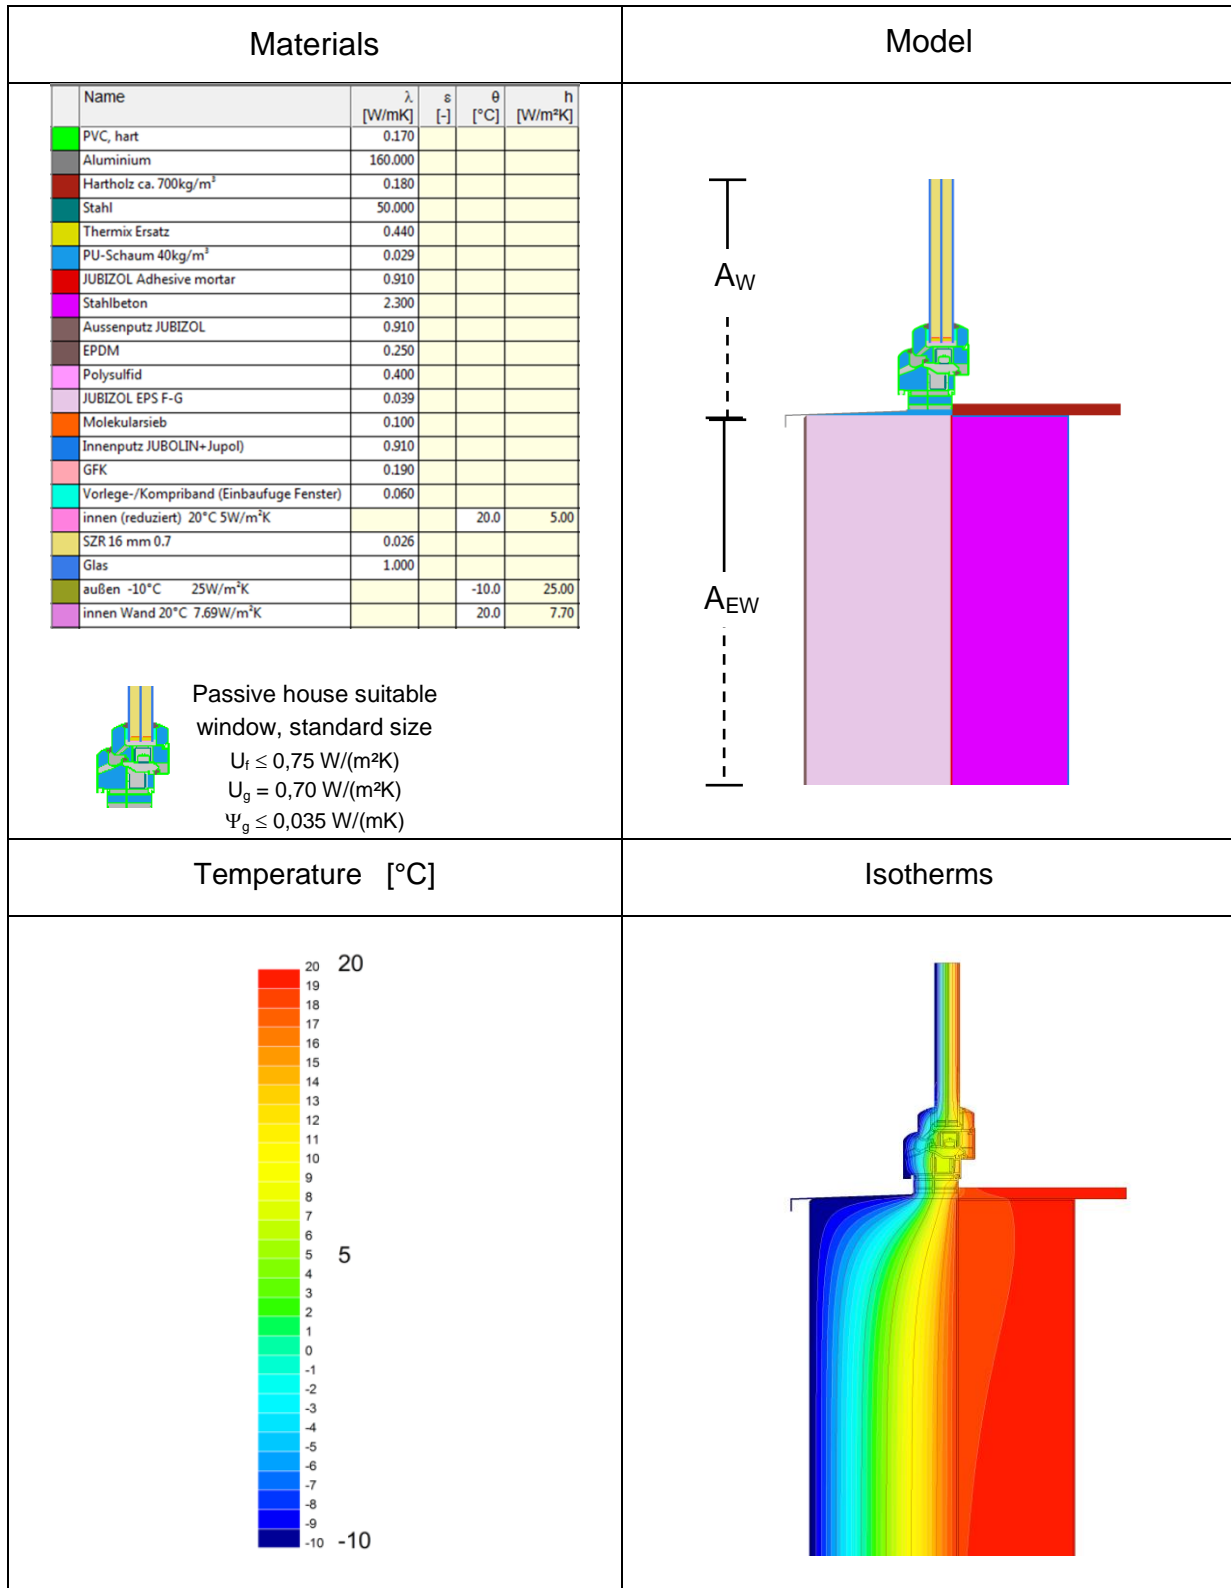 Materials
Model
Name λ ε θ h
[W/mK] [-] [°C] [W/m²K]
PVC, hart 0.170
Aluminium 160.000
Hartholz ca. 700kg/m³ 0.180
Stahl 50.000
Thermix Ersatz 0.440
PU-Schaum 40kg/m³ 0.029
JUBIZOL Adhesive mortar 0.910
Stahlbeton 2.300
Aussenputz JUBIZOL 0.910
EPDM 0.250
Polysulfid 0.400
JUBIZOL EPS F-G 0.039
Molekularsieb 0.100
Innenputz JUBOLIN+Jupol) 0.910
GFK 0.190
Vorlege-/Kompriband (Einbaufuge Fenster) 0.060
innen (reduziert) 20°C 5W/m²K 20.0 5.00
SZR 16 mm 0.7 0.026
Glas 1.000
außen -10°C 25W/m²K -10.0 25.00
innen Wand 20°C 7.69W/m²K 20.0 7.70
Passive house suitable
window, standard size
Uf ≤ 0,75 W/(m²K)
Ug = 0,70 W/(m²K)
Ψg ≤ 0,035 W/(mK)
AW
AEW
Temperature [°C]
Isotherms
20 20
19
18
17
16
15
14
13
12
11
10
9
8
7
6
5 5
4
3
2
1
0
-1
-2
-3
-4
-5
-6
-7
-8
-9
-10 -10